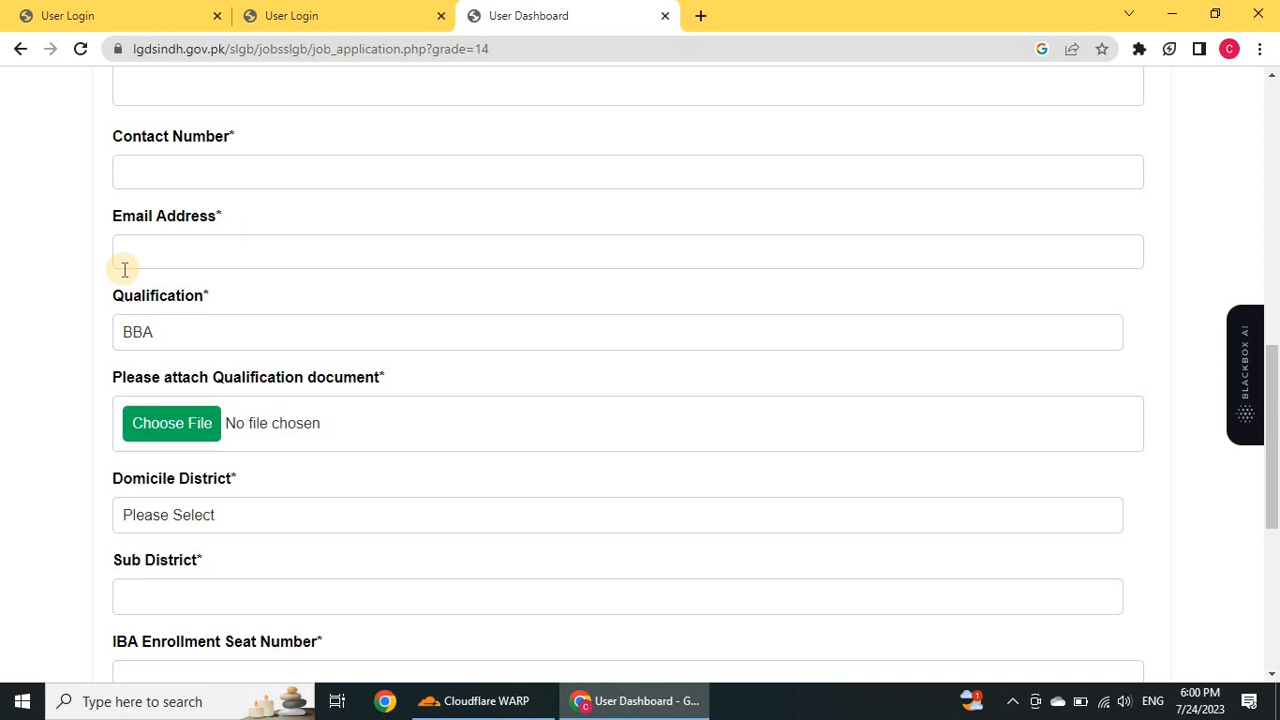 User Login
User Login
User Dashboard
lgdsindh.gov.pk/slgb/jobsslgb/job_application.php?grade=14
C
Contact Number*
Email Address*
Qualification*
BBA
Please attach Qualification document*
Choose File No file chosen
Domicile District*
Please Select
Sub District*
IBA Enrollment Seat Number*
BLACKBOX AI
Type here to search
Cloudflare WARP
C
User Dashboard - G...
1
ENG
6:00 PM
7/24/2023